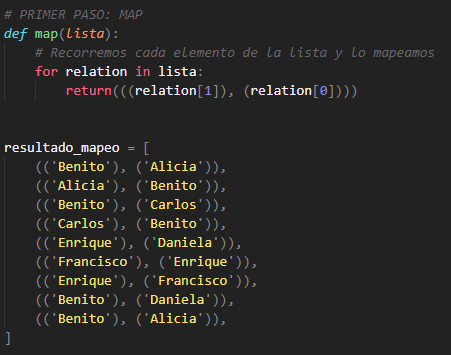 # PRIMER PASO: MAP
def map(lista):
    # Recorremos cada elemento de la lista y lo mapeamos
    for relation in lista:
        return(((relation[1]), (relation[0])))
resultado_mapeo = [
    (('Benito'), ('Alicia')),
    (('Alicia'), ('Benito')),
    (('Benito'), ('Carlos')),
    (('Carlos'), ('Benito')),
    (('Enrique'), ('Daniela')),
    (('Francisco'), ('Enrique')),
    (('Enrique'), ('Francisco')),
    (('Benito'), ('Daniela')),
    (('Benito'), ('Alicia')),
]